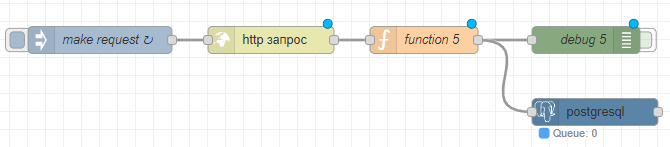 make request ↻
http запрос
function 5
debug 5
postgresql
Queue: 0